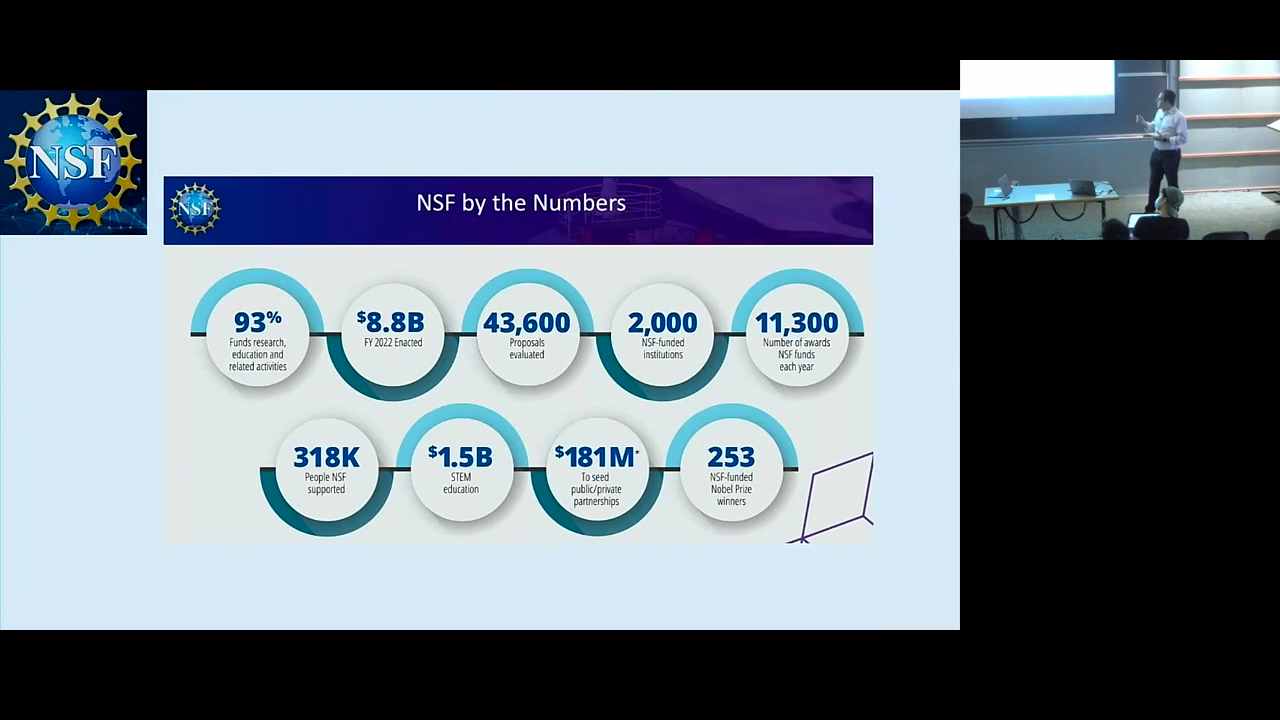 NSF
NSF
NSF by the Numbers
93%
Funds research,
education and
related activities
$8.8B
FY 2022 Enacted
43,600
Proposals
evaluated
2,000
NSF-funded
institutions
11,300
Number of awards
NSF funds
each year
318K
People NSF
supported
$1.5B
STEM
education
$181M*
To seed
public/private
partnerships
253
NSF-funded
Nobel Prize
winners